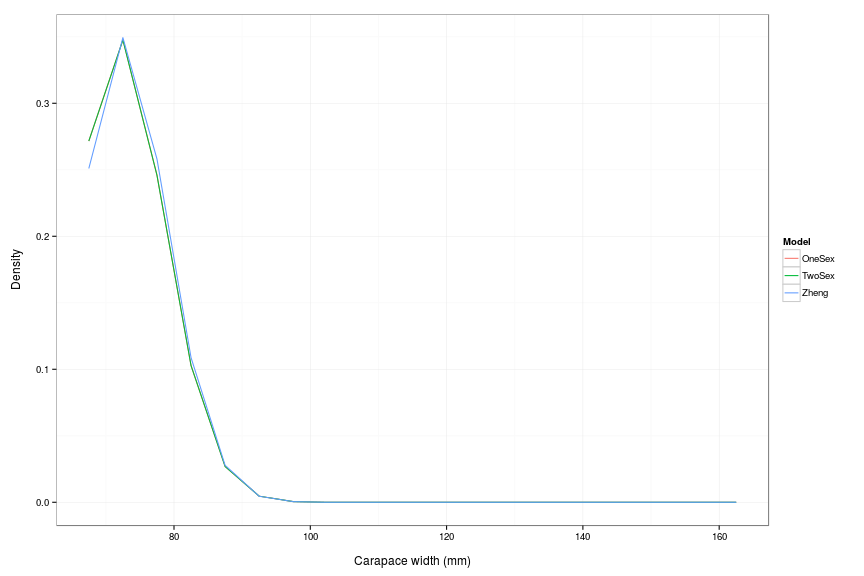 0.3
0.2
0.1
0.0
80
100
120
140
160
Density
Carapace width (mm)
Model
OneSex
TwoSex
Zheng